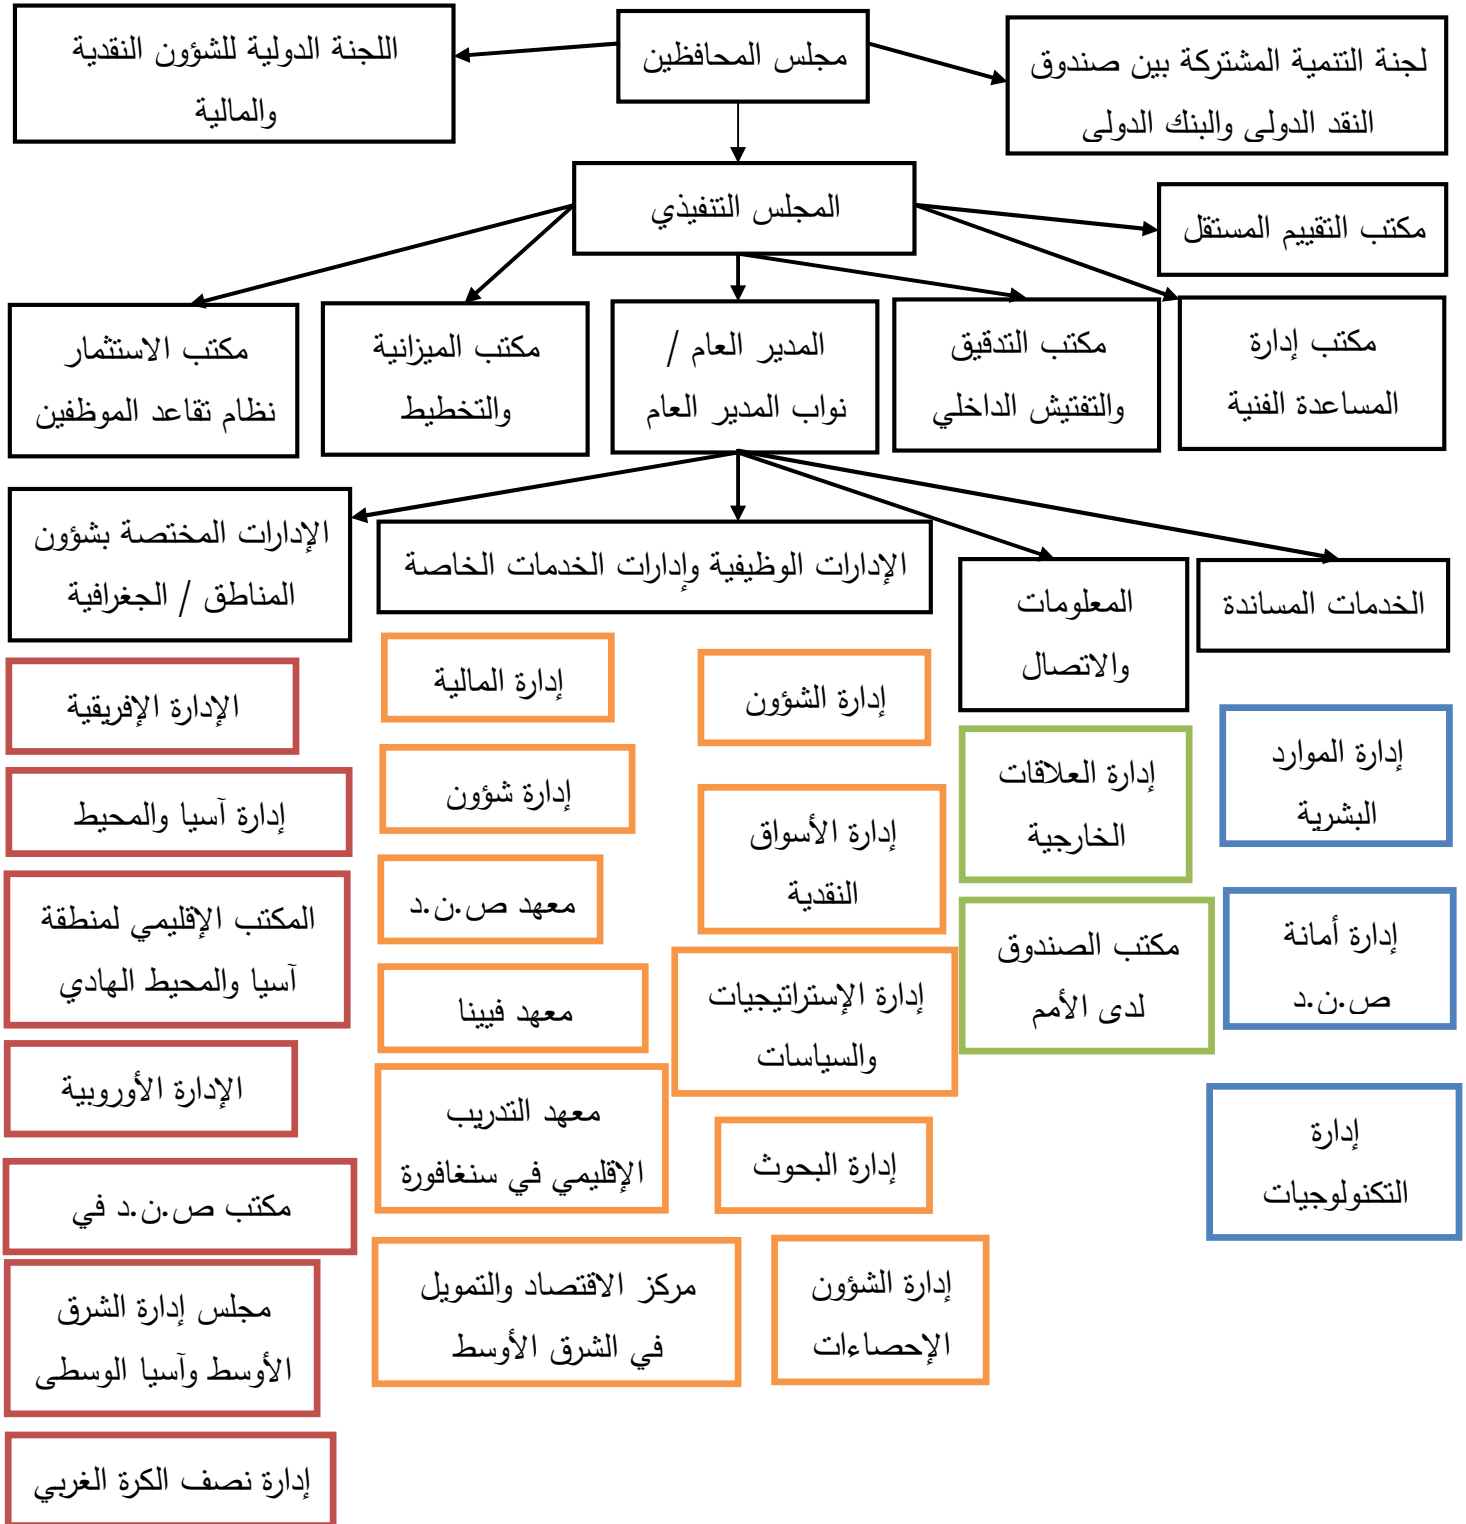 لجنة التنمية المشتركة بين صندوق
النقد الدولى والبنك الدولى
مجلس المحافظين
اللجنة الدولية للشؤون النقدية
والمالية
المجلس التنفيذي
مكتب التقييم المستقل
مكتب إدارة
المساعدة الفنية
مكتب التدقيق
والتفتيش الداخلي
المدير العام /
نواب المدير العام
مكتب الميزانية
والتخطيط
مكتب الاستثمار
نظام تقاعد الموظفين
الخدمات المساندة
المعلومات
والاتصال
الإدارات الوظيفية وإدارات الخدمات الخاصة
الإدارات المختصة بشؤون
المناطق / الجغرافية
إدارة الموارد
البشرية
إدارة أمانة
ص.ن.د
إدارة
التكنولوجيات
إدارة العلاقات
الخارجية
مكتب الصندوق
لدى الأمم
إدارة الشؤون
إدارة الأسواق
النقدية
إدارة الإستراتيجيات
والسياسات
إدارة البحوث
إدارة الشؤون
الإحصاءات
إدارة المالية
إدارة شؤون
معهد ص.ن.د
معهد فيينا
معهد التدريب
الإقليمي في سنغافورة
مركز الاقتصاد والتمويل
في الشرق الأوسط
الإدارة الإفريقية
إدارة آسيا والمحيط
المكتب الإقليمي لمنطقة
آسيا والمحيط الهادي
الإدارة الأوروبية
مكتب ص.ن.د في
مجلس إدارة الشرق
الأوسط وآسيا الوسطى
إدارة نصف الكرة الغربي